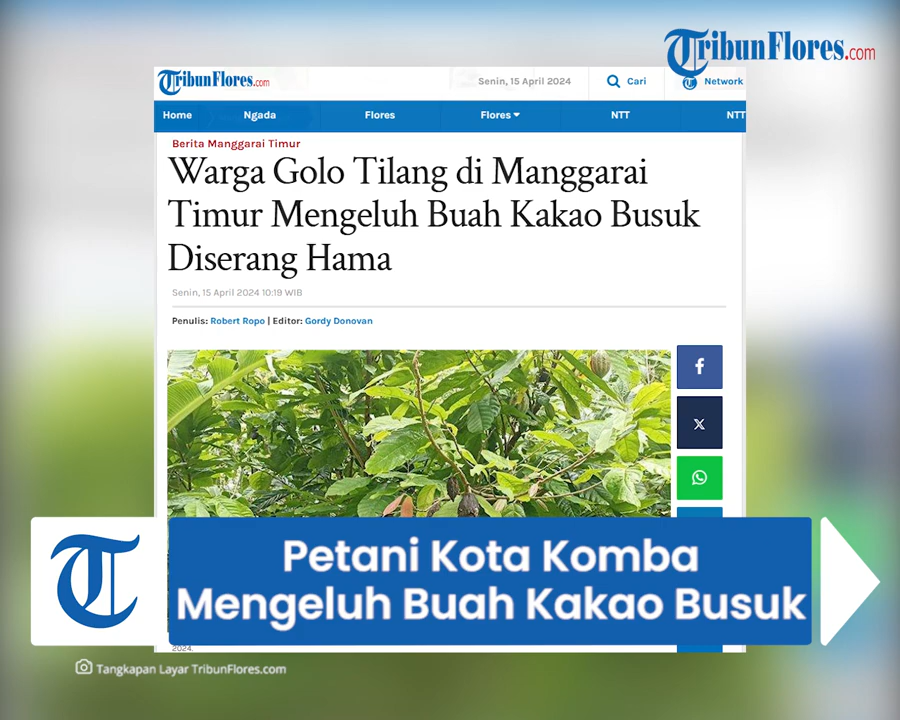 TribunFlores.com
TribunFlores.com
Senin, 15 April 2024
Cari
Network
Home
Ngada
Flores
Flores
NTT
NTT
Berita Manggarai Timur
Warga Golo Tilang di Manggarai
Timur Mengeluh Buah Kakao Busuk
Diserang Hama
Senin, 15 April 2024 10:19 WIB
Penulis: Robert Ropo | Editor: Gordy Donovan
Petani Kota Komba
Mengeluh Buah Kakao Busuk
2024.
Tangkapan Layar TribunFlores.com